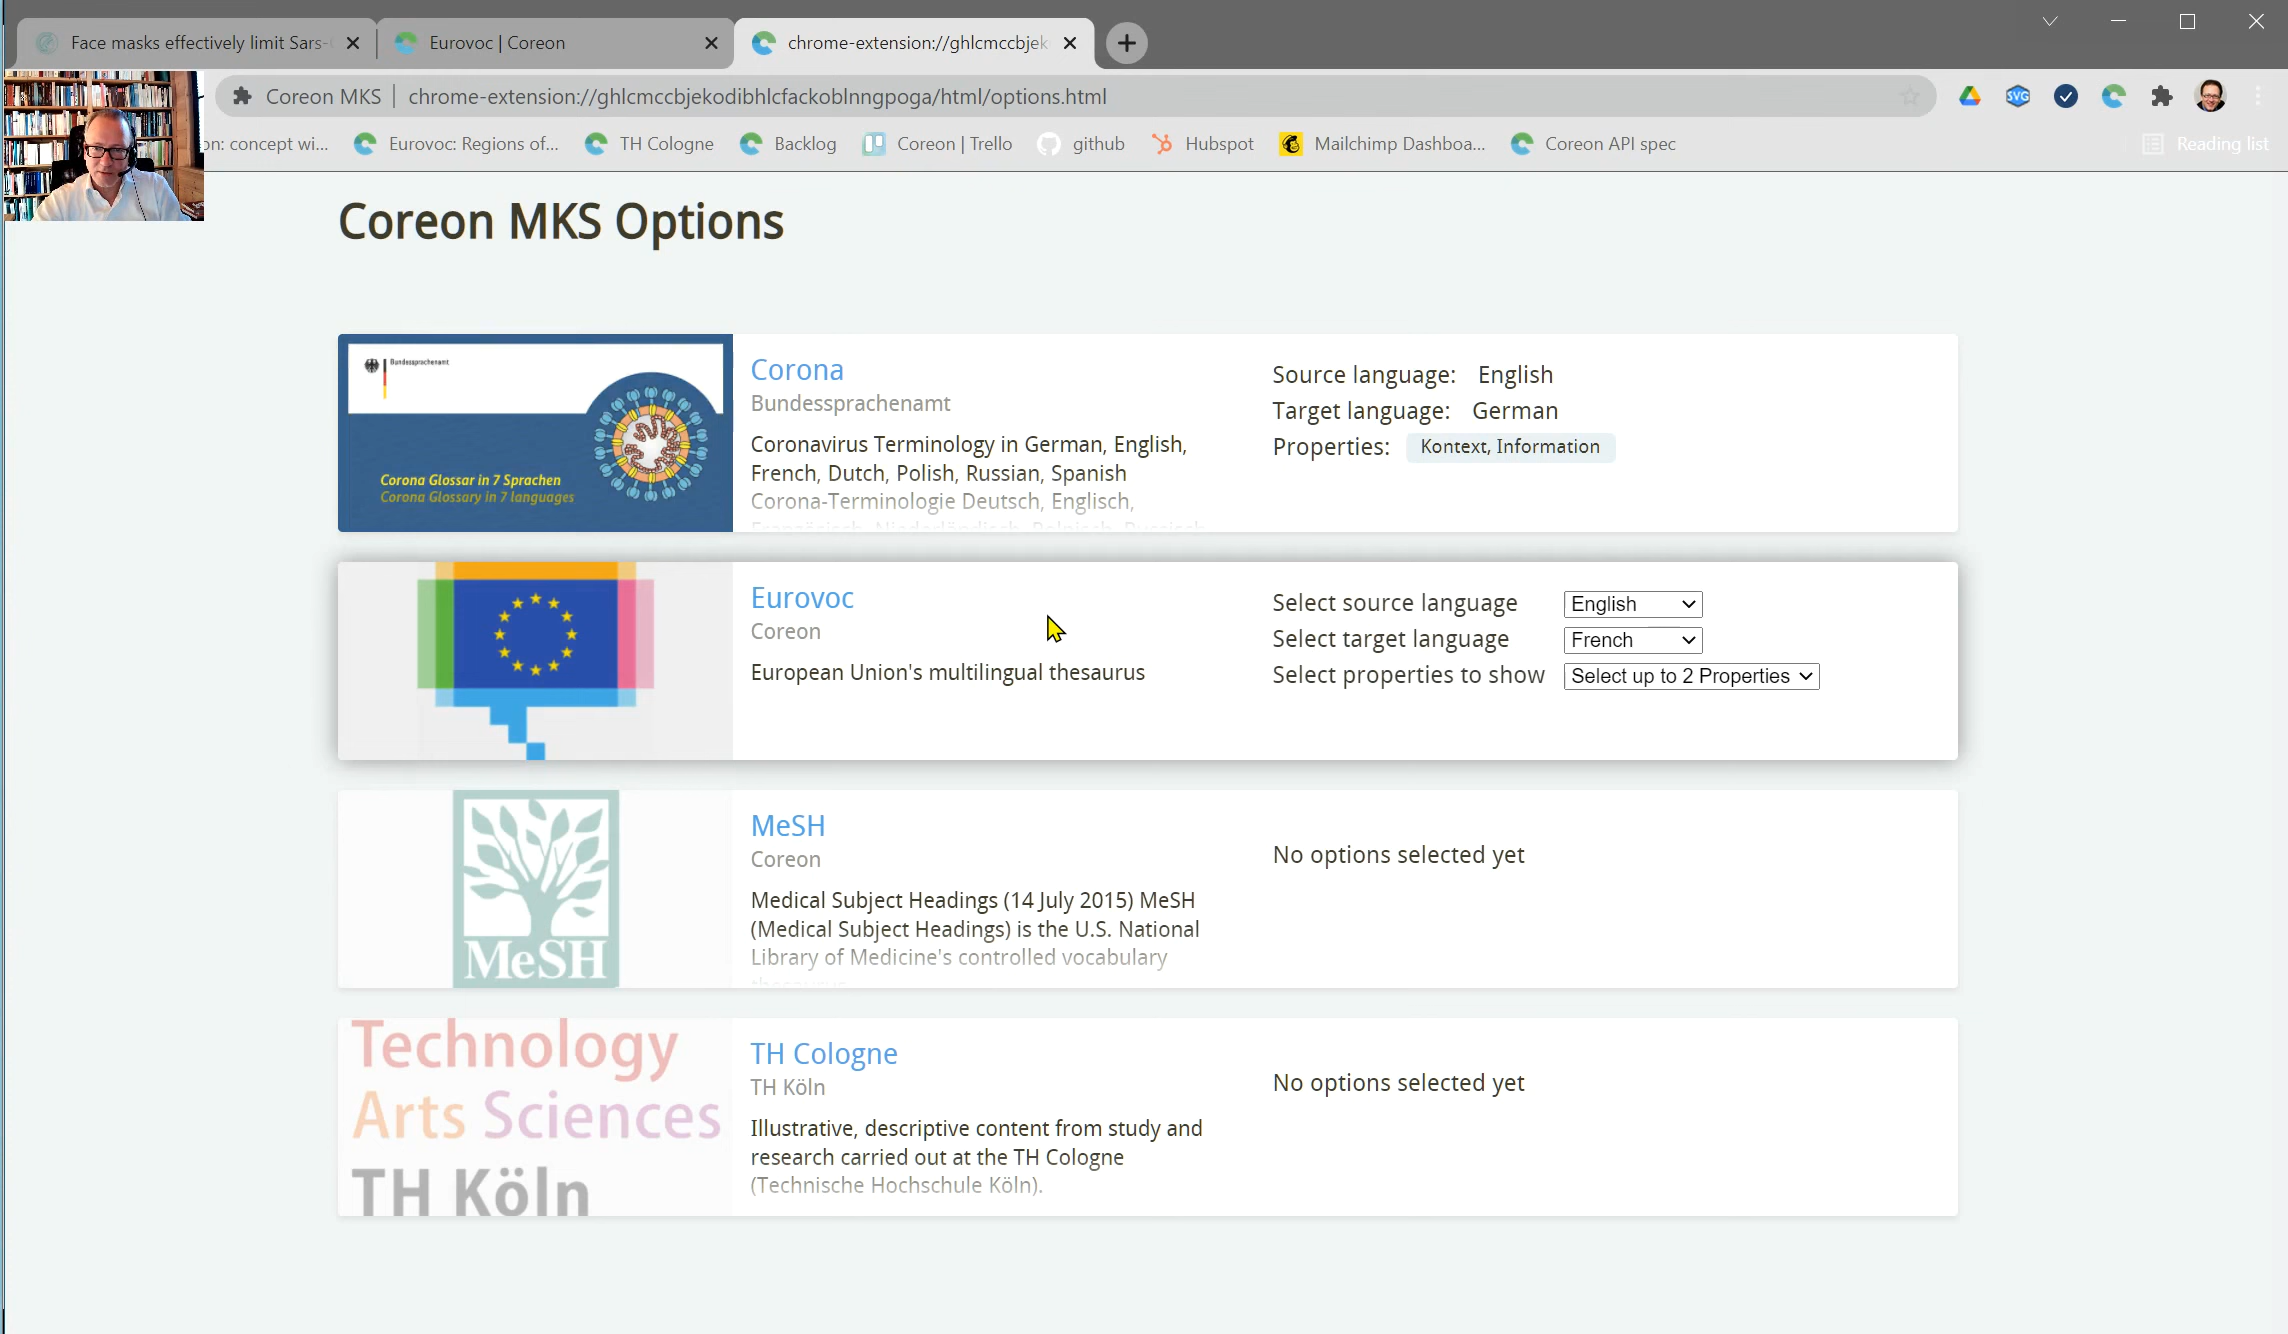 Face masks effectively limit Sars-
Eurovoc | Coreon
chrome-extension://ghlcmccbjek
Coreon MKS
chrome-extension://ghlcmccbjekodibhlcfackoblnngpoga/html/options.html
on: concept wi...
Eurovoc: Regions of...
TH Cologne
Backlog
Coreon | Trello
github
Hubspot
Mailchimp Dashboa...
Coreon API spec
Reading list
SVG
Coreon MKS Options
Bundessprachenamt
Corona Glossar in 7 Sprachen
Corona Glossary in 7 languages
Corona
Bundessprachenamt
Coronavirus Terminology in German, English,
French, Dutch, Polish, Russian, Spanish
Corona-Terminologie Deutsch, Englisch,
Französisch, Niederländisch, Polnisch, Russisch
Source language: English
Target language: German
Properties: Kontext, Information
Eurovoc
Coreon
European Union's multilingual thesaurus
Select source language English
Select target language French
Select properties to show Select up to 2 Properties
MeSH
MeSH
Coreon
Medical Subject Headings (14 July 2015) MeSH
(Medical Subject Headings) is the U.S. National
Library of Medicine's controlled vocabulary
thesaurus
No options selected yet
Technology
Arts Sciences
TH Köln
TH Cologne
TH Köln
Illustrative, descriptive content from study and
research carried out at the TH Cologne
(Technische Hochschule Köln).
No options selected yet